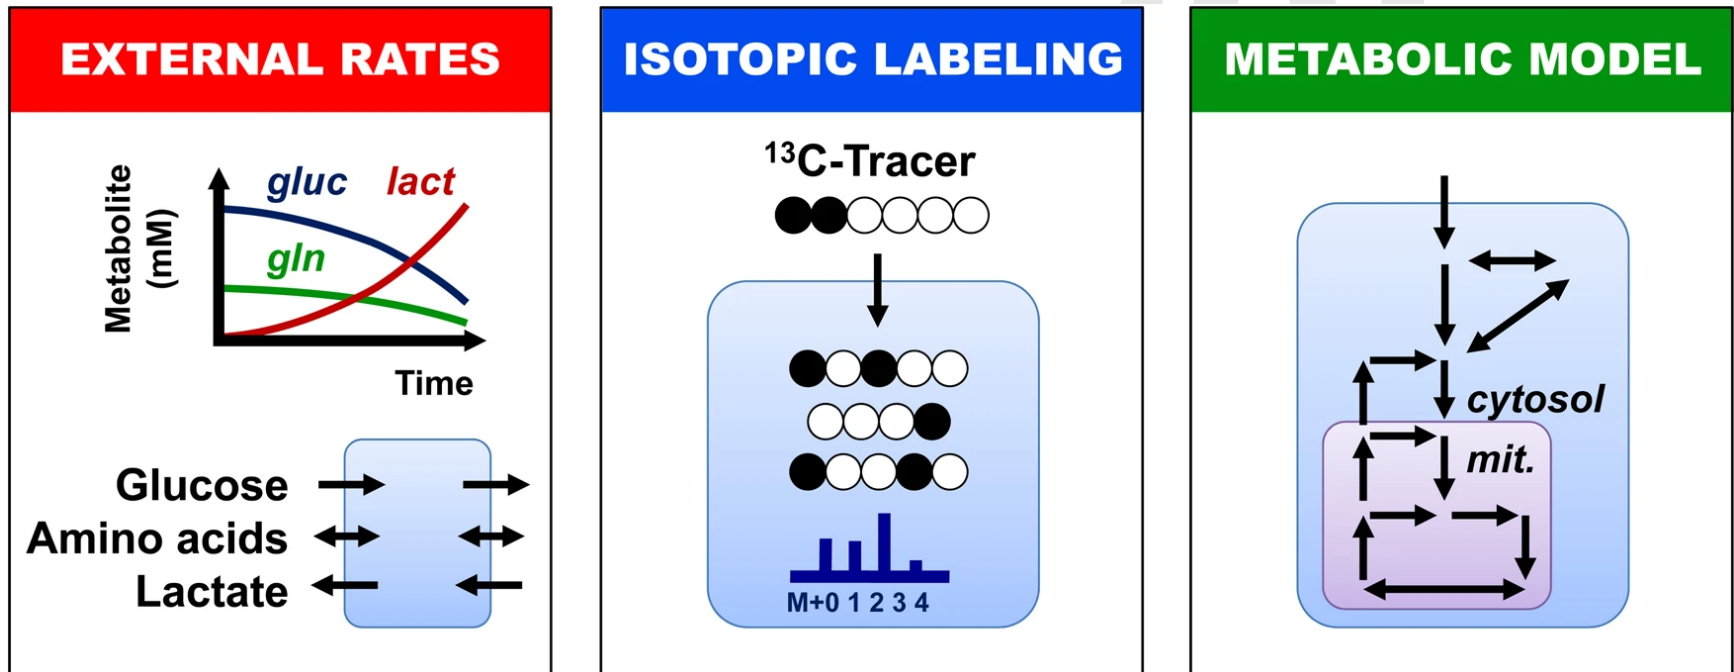 EXTERNAL RATES
Metabolite
(mM)
gluc
lact
gln
Time
Glucose
Amino acids
Lactate
ISOTOPIC LABELING
¹³C-Tracer
M+0 1 2 3 4
METABOLIC MODEL
cytosol
mit.